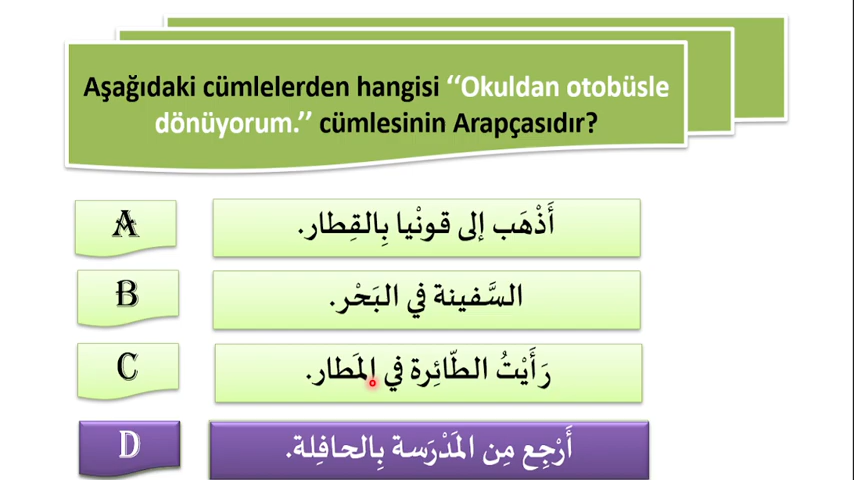 Aşağıdaki cümlelerden hangisi ‘‘Okuldan otobüsle
dönüyorum.’’ cümlesinin Arapçasıdır?
A أَذْهَب إلى قونْيا بِالقِطار.
B السَّفينة في البَحْر.
C رَأَيْتُ الطّائِرة في المَطار.
D أَرْجِع مِن المَدْرَسة بِالحافِلة.